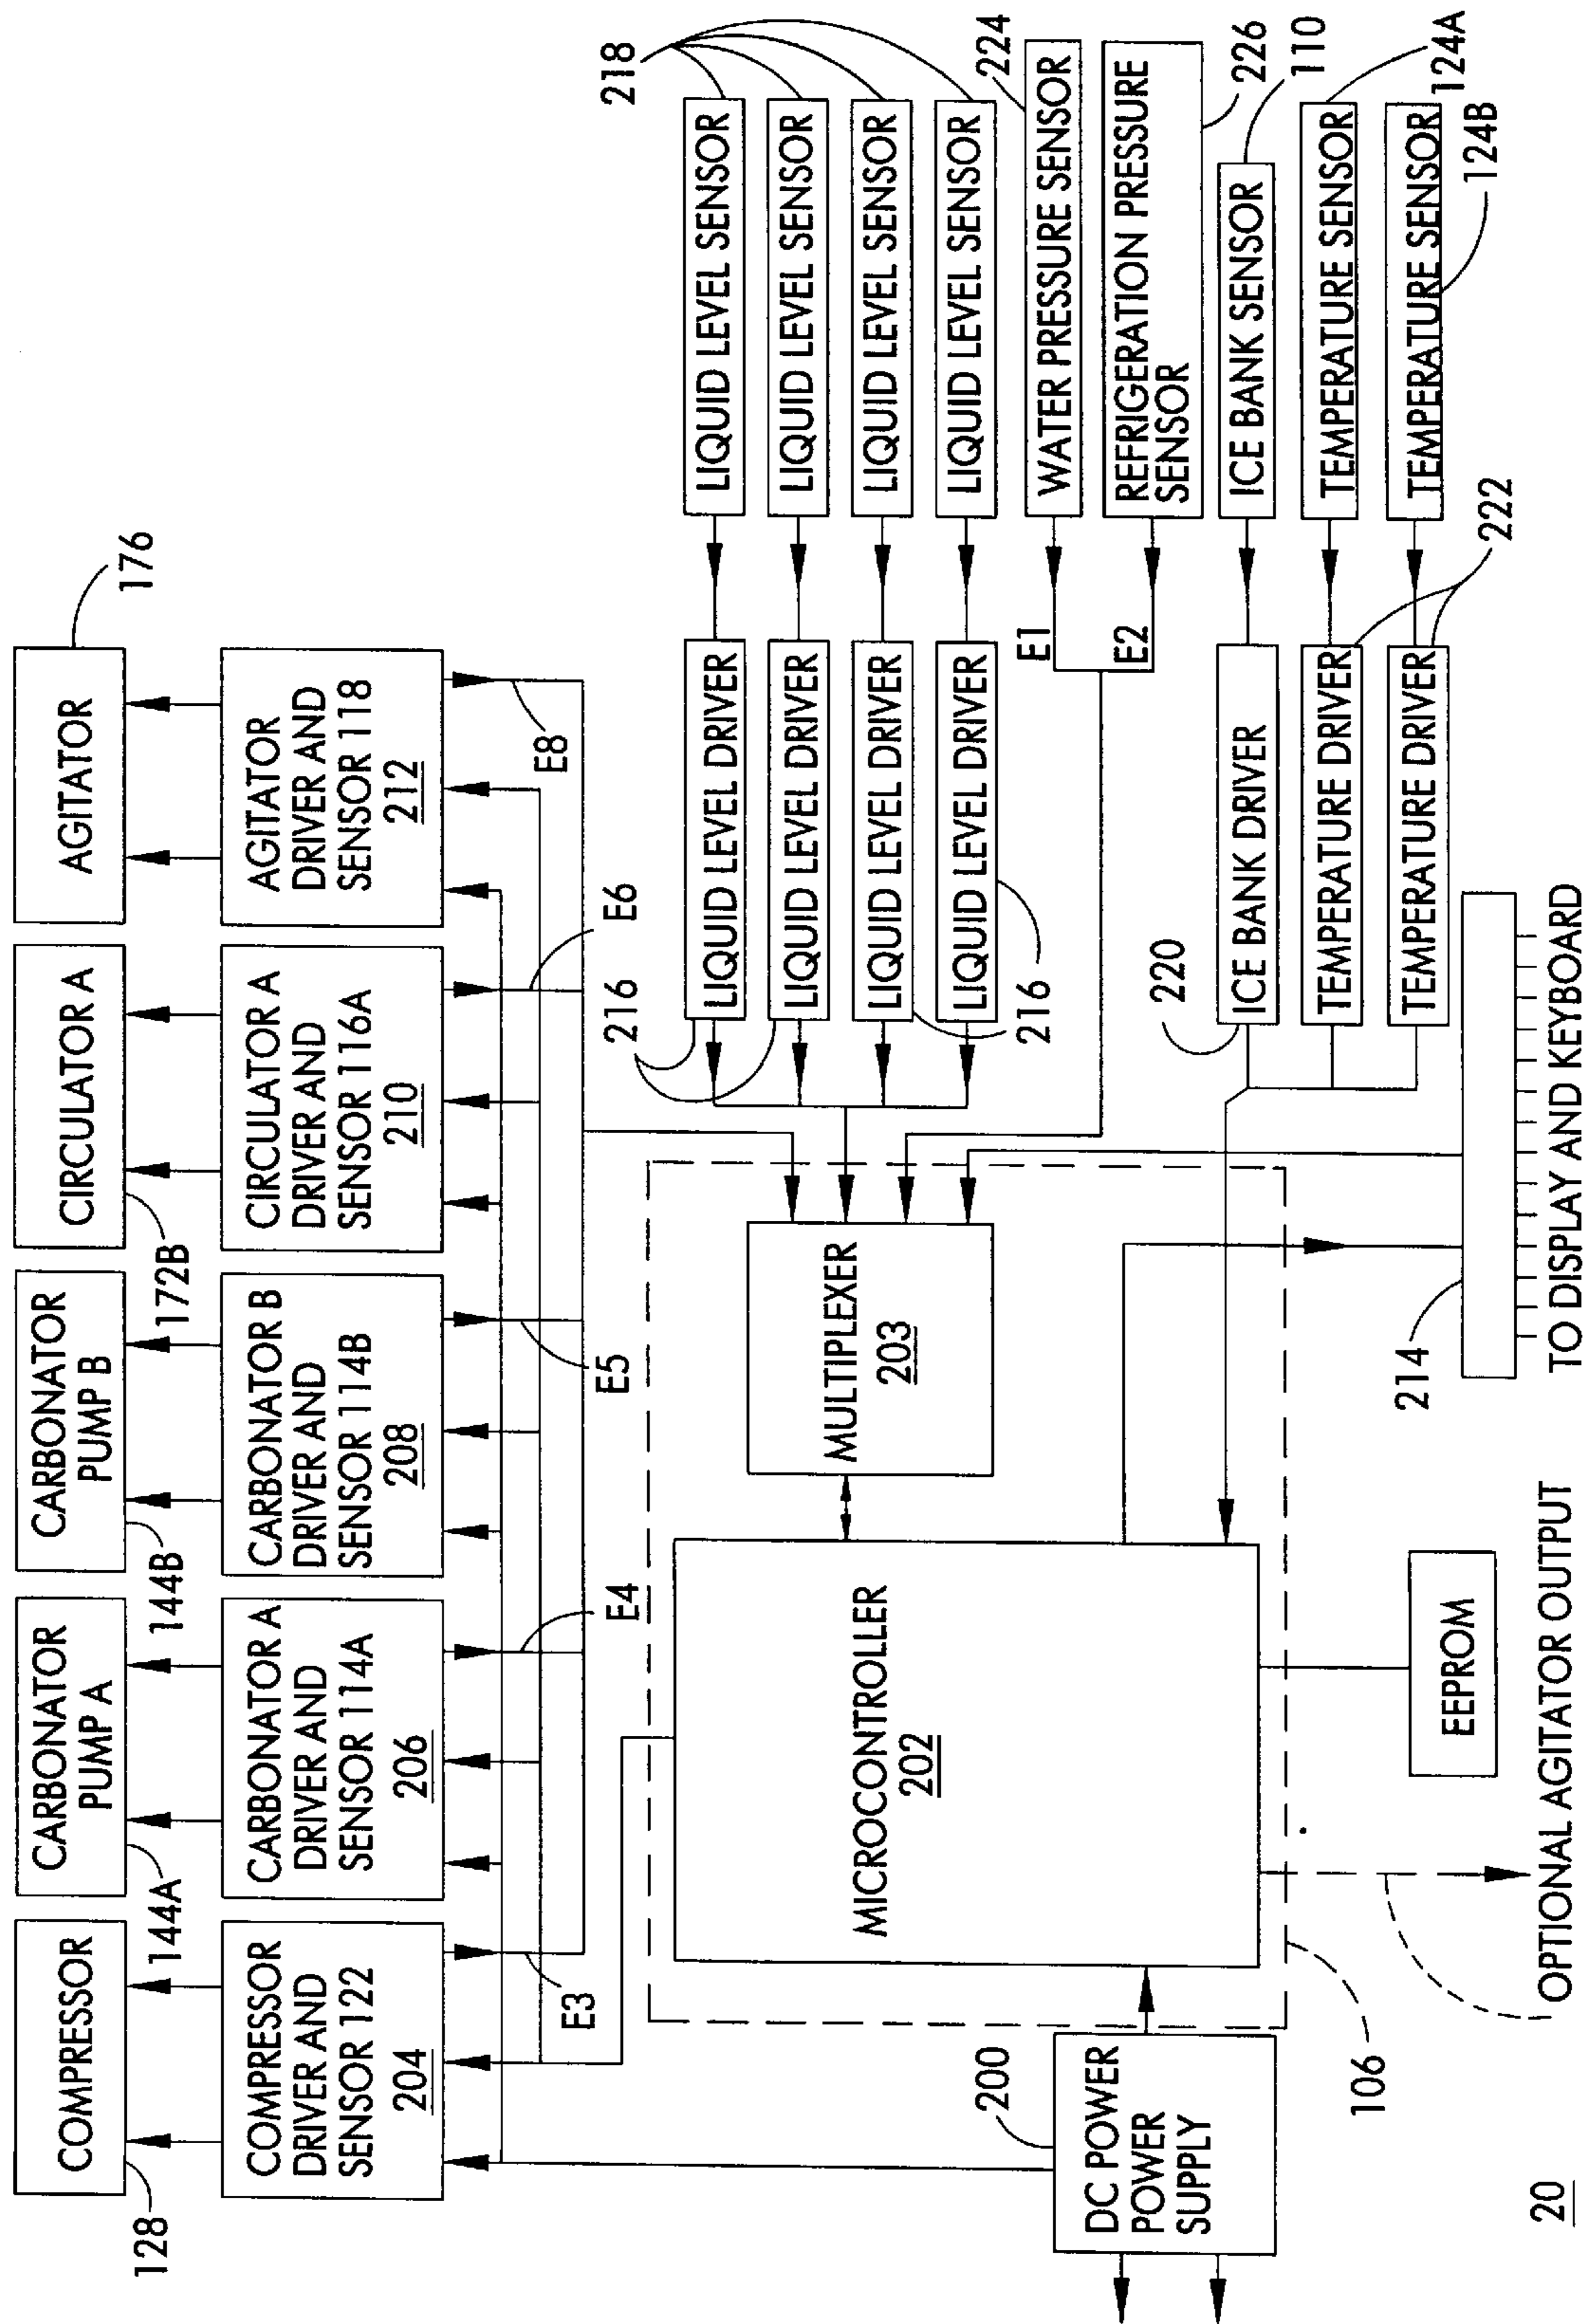 COMPRESSOR
128
CARBONATOR
PUMP A
144A
CARBONATOR
PUMP B
144B
CIRCULATOR A
172B
AGITATOR
176
COMPRESSOR
DRIVER AND
SENSOR 122
204
CARBONATOR A
DRIVER AND
SENSOR 114A
206
CARBONATOR B
DRIVER AND
SENSOR 114B
208
CIRCULATOR A
DRIVER AND
SENSOR 116A
210
AGITATOR
DRIVER AND
SENSOR 118
212
E3
E4
E5
E6
E8
216
LIQUID LEVEL DRIVER
LIQUID LEVEL DRIVER
LIQUID LEVEL DRIVER
LIQUID LEVEL DRIVER
216
218
LIQUID LEVEL SENSOR
LIQUID LEVEL SENSOR
LIQUID LEVEL SENSOR
LIQUID LEVEL SENSOR
E1
WATER PRESSURE SENSOR
224
E2
REFRIGERATION PRESSURE
SENSOR
226
220
ICE BANK DRIVER
ICE BANK SENSOR
110
TEMPERATURE DRIVER
TEMPERATURE SENSOR
124A
TEMPERATURE DRIVER
222
TEMPERATURE SENSOR
124B
MULTIPLEXER
203
MICROCONTROLLER
202
200
DC POWER
POWER
SUPPLY
106
EEPROM
214
TO DISPLAY AND KEYBOARD
OPTIONAL AGITATOR OUTPUT
20